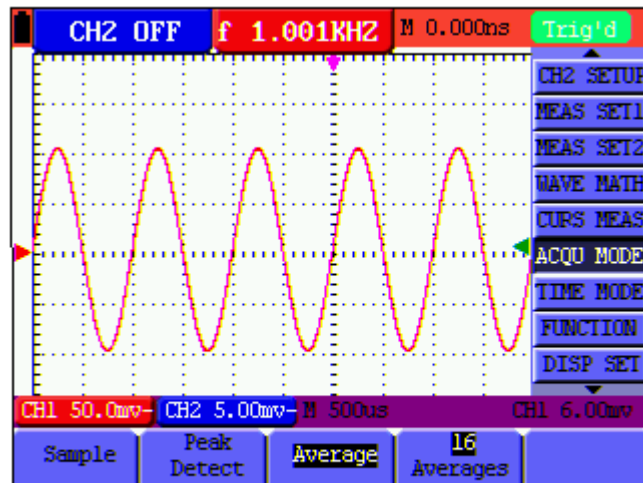 CH2 OFF f 1.001KHZ M 0.000ns Trig'd
CH2 SETUP
MEAS SET1
MEAS SET2
WAVE MATH
CURS MEAS
ACQU MODE
TIME MODE
FUNCTION
DISP SET
CH1 50.0mv- CH2 5.00mv- M 500us CH1 6.00mv
Sample
Peak
Detect
Average
16
Averages